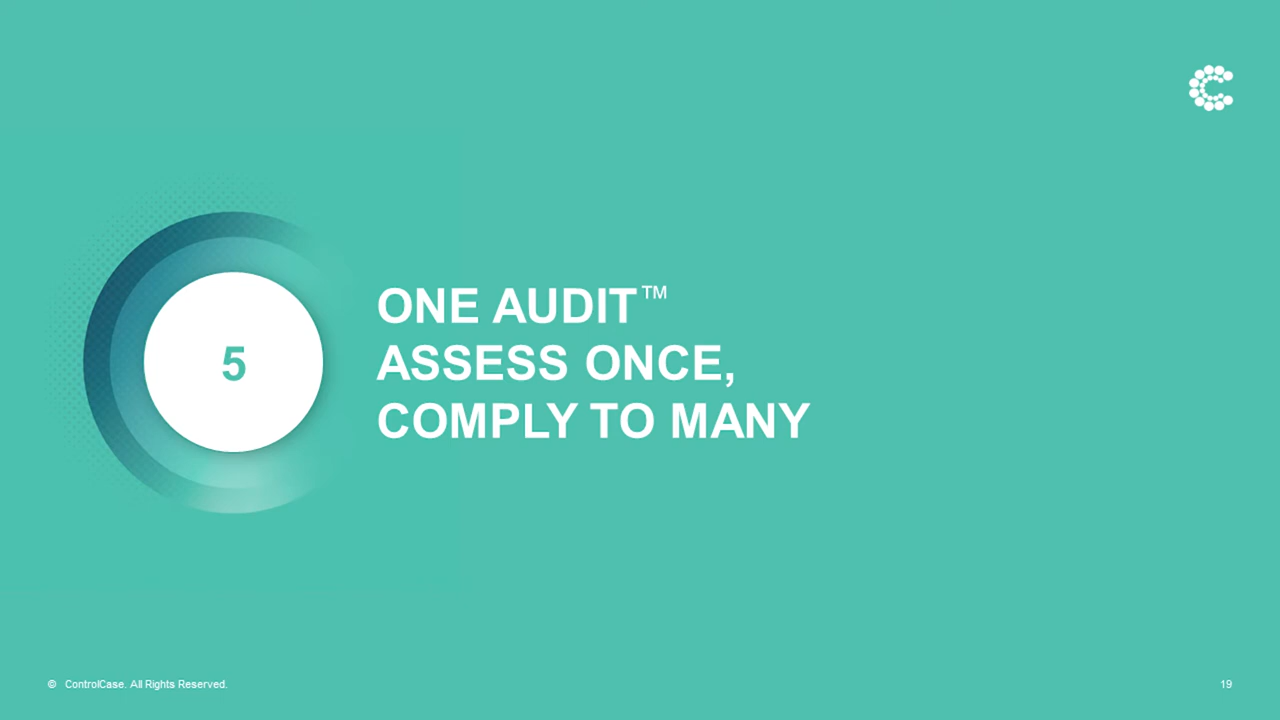 5
ONE AUDIT™
ASSESS ONCE,
COMPLY TO MANY
© ControlCase. All Rights Reserved.
19